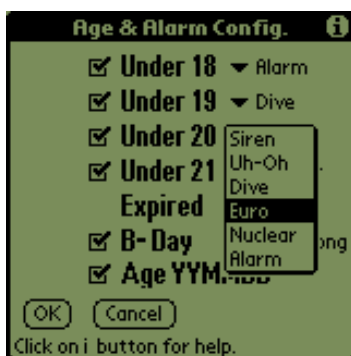 Age & Alarm Config. i
Under 18 Alarm
Under 19 Dive
Under 20 Siren
Uh-Oh
Under 21 Dive
Expired Euro
B-Day Nuclear ong
Age YYM Alarm
OK Cancel
Click on i button for help.